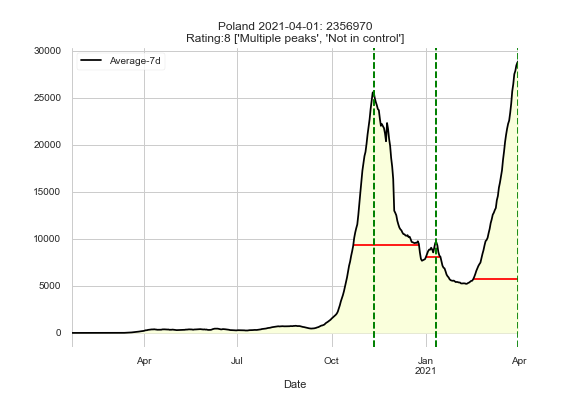 Poland 2021-04-01: 2356970
Rating:8 ['Multiple peaks', 'Not in control']
30000
Average-7d
25000
20000
15000
10000
5000
0
Apr Jul Oct Jan Apr
2021
Date